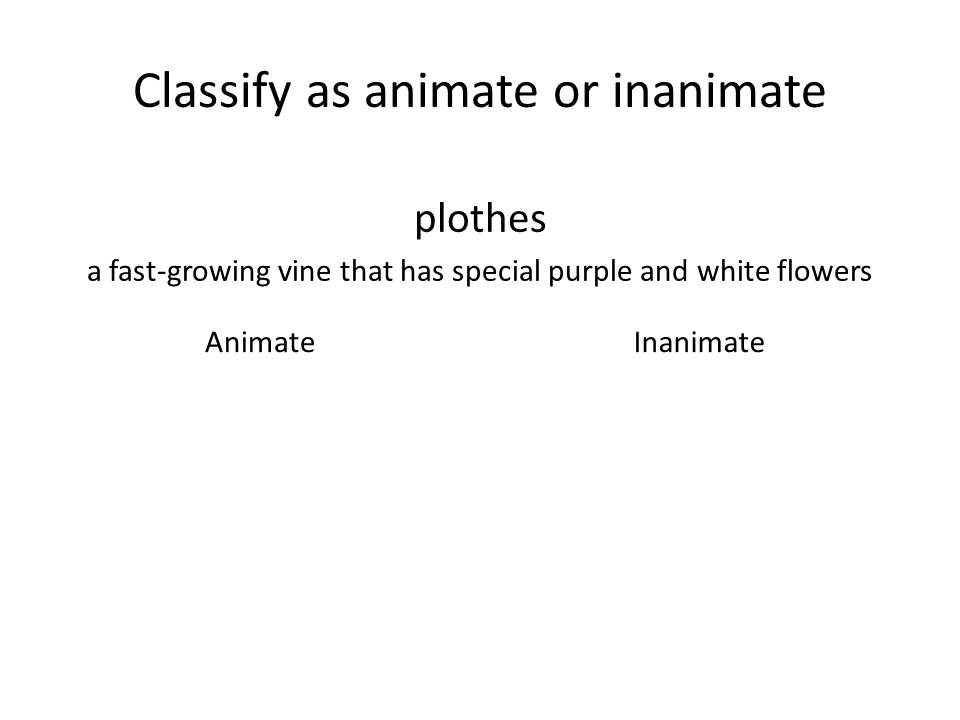 Classify as animate or inanimate
plothes
a fast-growing vine that has special purple and white flowers
Animate Inanimate